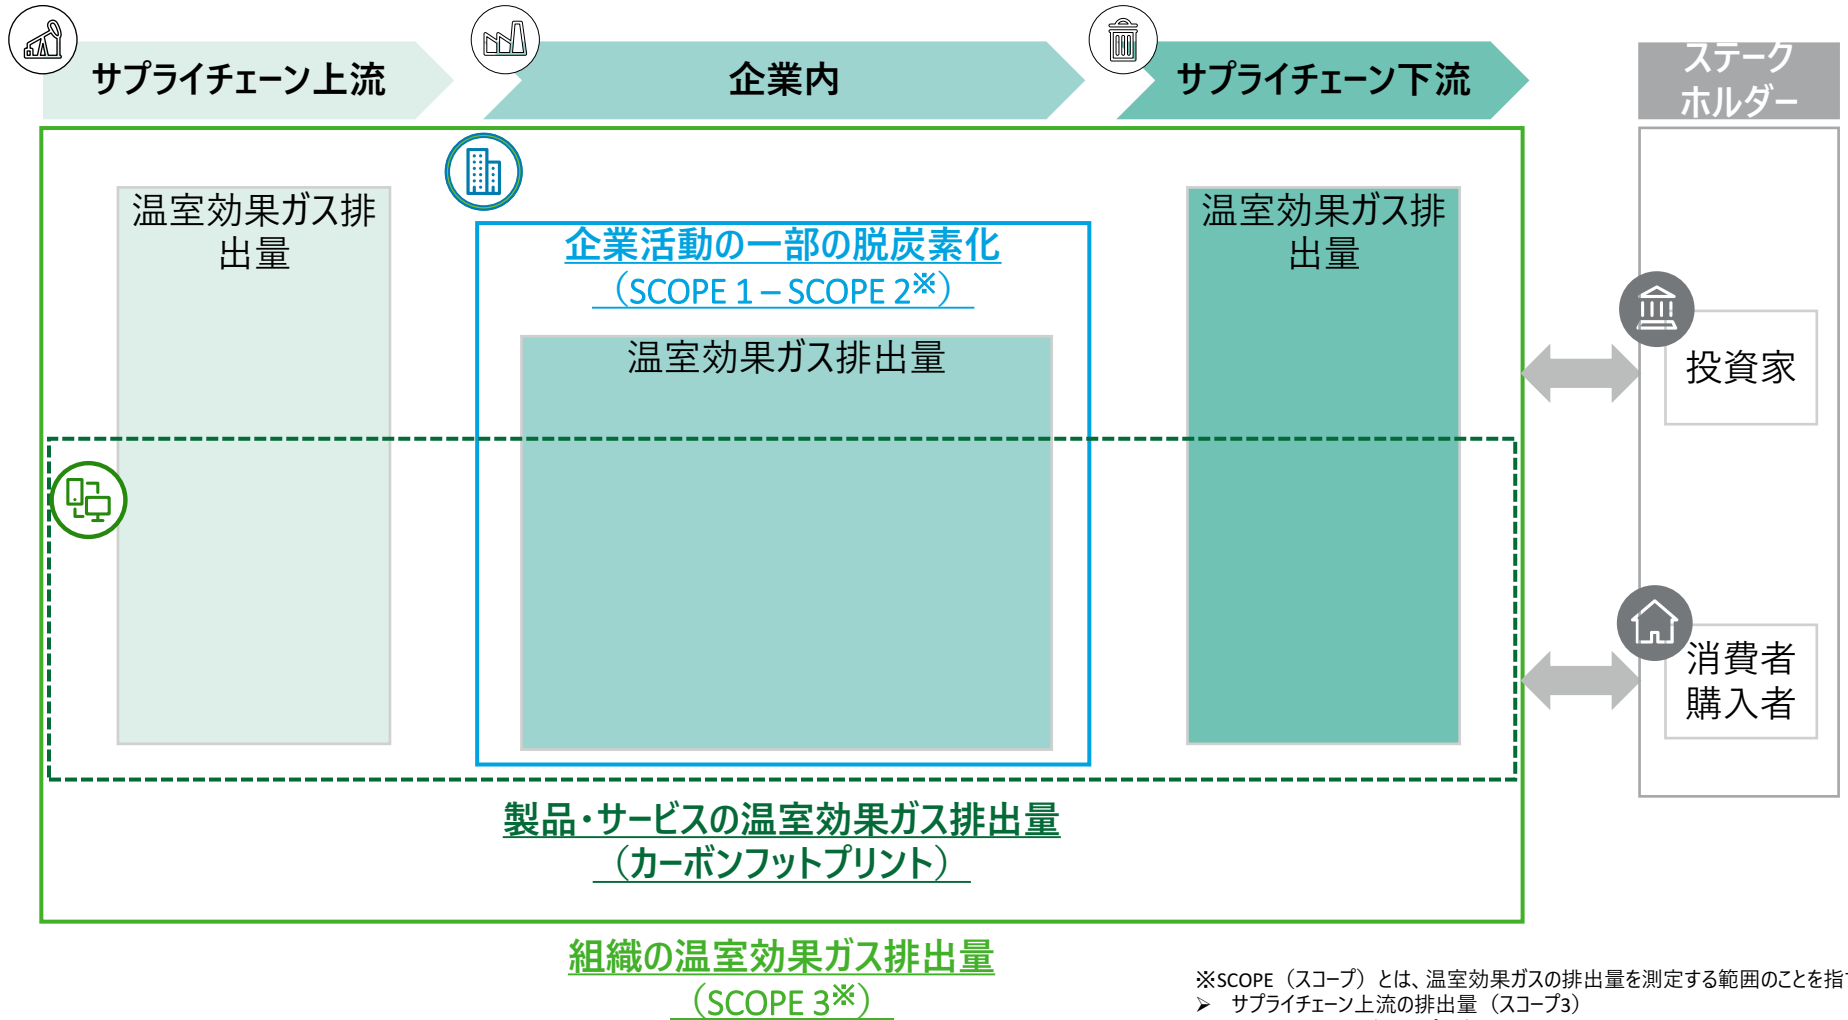 サプライチェーン上流
企業内
サプライチェーン下流
ステーク
ホルダー
温室効果ガス排
出量
企業活動の一部の脱炭素化
（SCOPE 1 – SCOPE 2※）
温室効果ガス排出量
温室効果ガス排
出量
投資家
消費者
購入者
製品・サービスの温室効果ガス排出量
（カーボンフットプリント）
組織の温室効果ガス排出量
（SCOPE 3※）
※SCOPE（スコープ）とは、温室効果ガスの排出量を測定する範囲のことを指
➢ サプライチェーン上流の排出量（スコープ3）